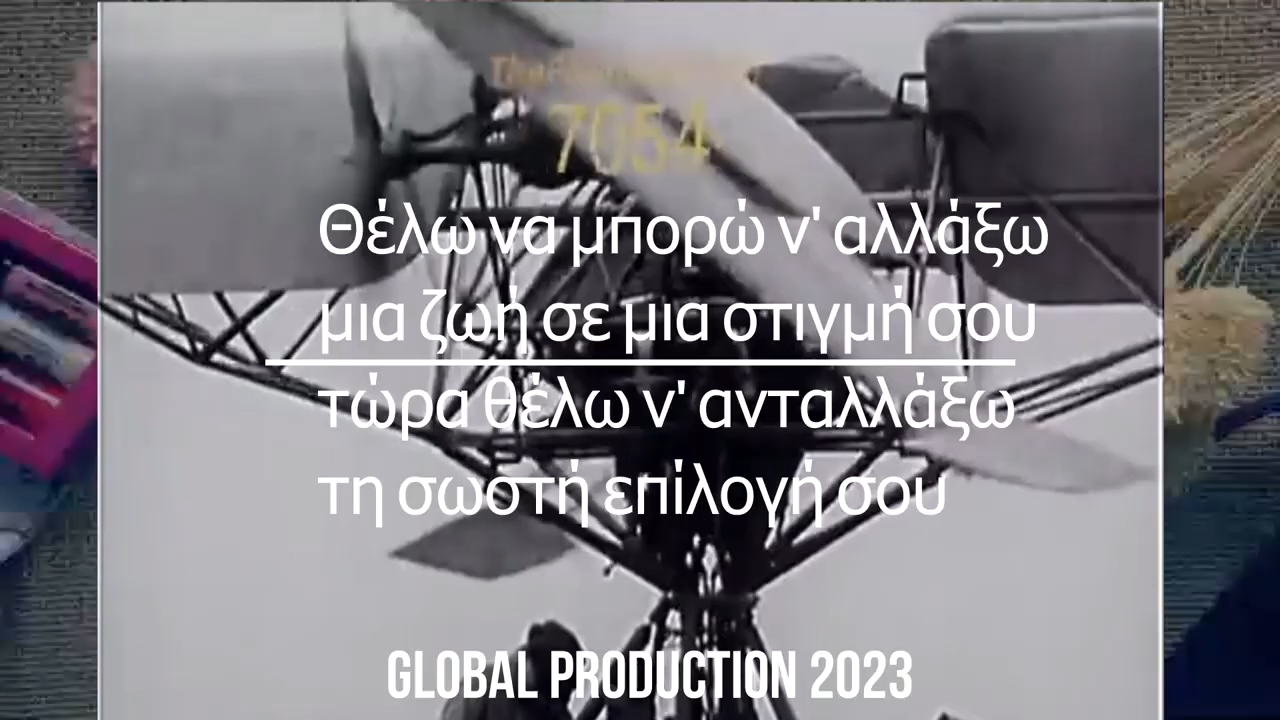 7054
Θέλω να μπορώ ν' αλλάξω
μια ζωή σε μια στιγμή σου
τώρα θέλω ν' ανταλλάξω
τη σωστή επίλογή σου
GLOBAL PRODUCTION 2023